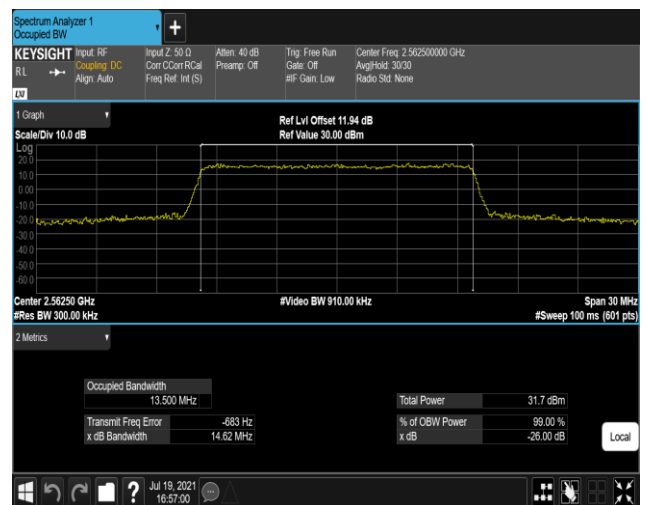 Spectrum Analyzer 1
Occupied BW
+
KEYSIGHT Input: RF Input Z: 50 Ω Atten: 40 dB Trig: Free Run Center Freq: 2.562500000 GHz
R L Coupling: DC Corr CCorr RCal Preamp: Off Gate: Off Avg|Hold: 30/30
Align: Auto Freq Ref: Int (S) #IF Gain: Low Radio Std: None
LXI
1 Graph
Ref Lvl Offset 11.94 dB
Scale/Div 10.0 dB Ref Value 30.00 dBm
Log
20.0
10.0
0.00
-10.0
-20.0
-30.0
-40.0
-50.0
-60.0
Center 2.56250 GHz #Video BW 910.00 kHz Span 30 MHz
#Res BW 300.00 kHz #Sweep 100 ms (601 pts)
2 Metrics
Occupied Bandwidth
13.500 MHz Total Power 31.7 dBm
Transmit Freq Error -683 Hz % of OBW Power 99.00 %
x dB Bandwidth 14.62 MHz x dB -26.00 dB
Local
? Jul 19, 2021
16:57:00